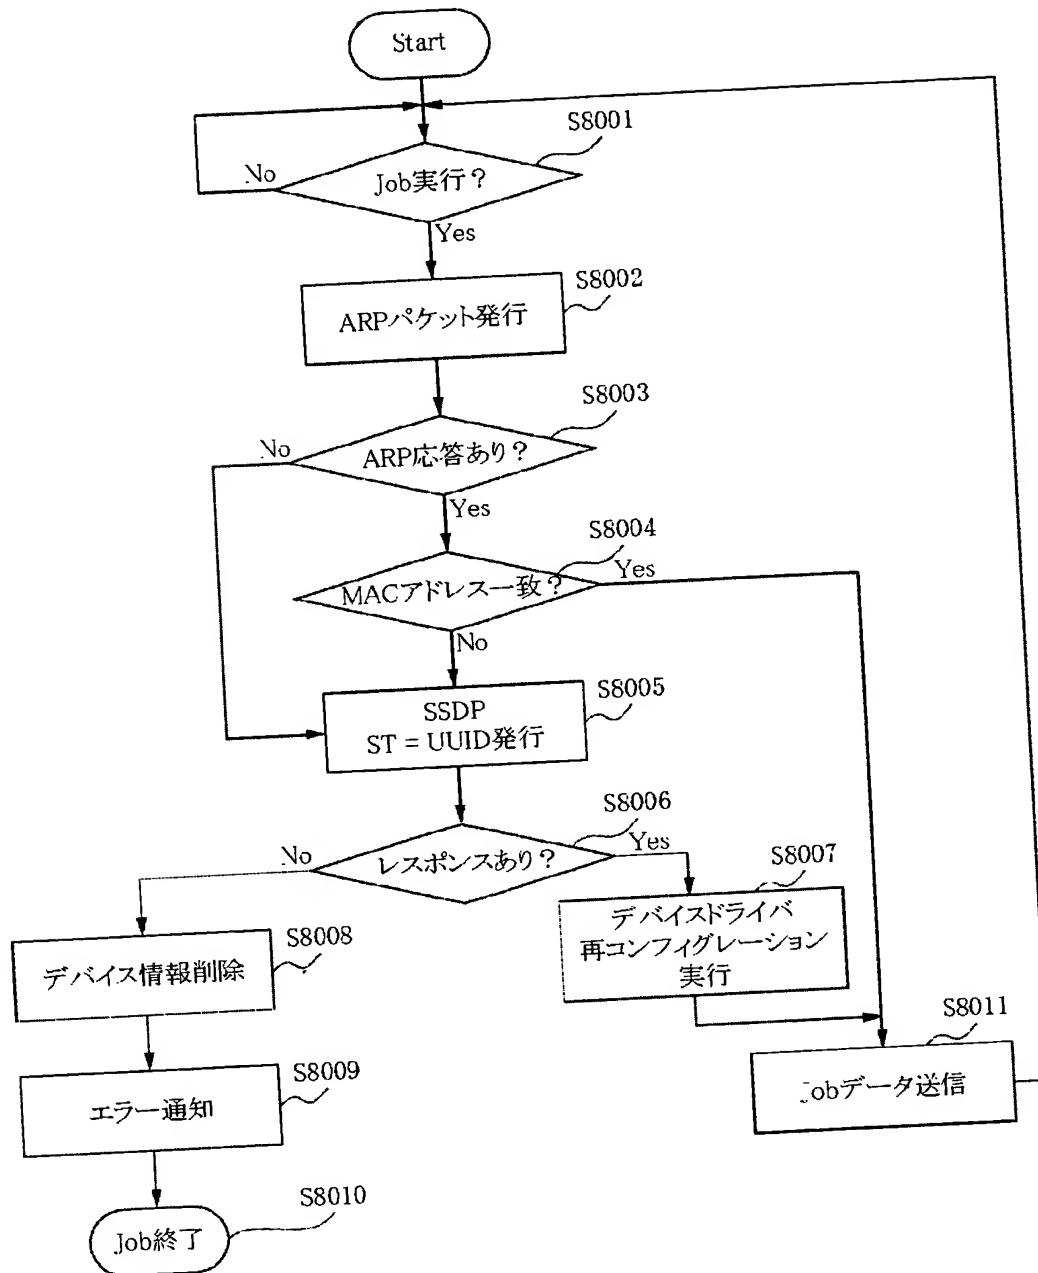 Start
S8001
No
Job実行？
Yes
S8002
ARPパケット発行
S8003
No
ARP応答あり？
Yes
S8004
MACアドレス一致？
Yes
No
S8005
SSDP
ST = UUID発行
S8006
No
レスポンスあり？
Yes
S8007
デバイスドライバ
再コンフィグレーション
実行
S8008
デバイス情報削除
S8011
Jobデータ送信
S8009
エラー通知
S8010
Job終了